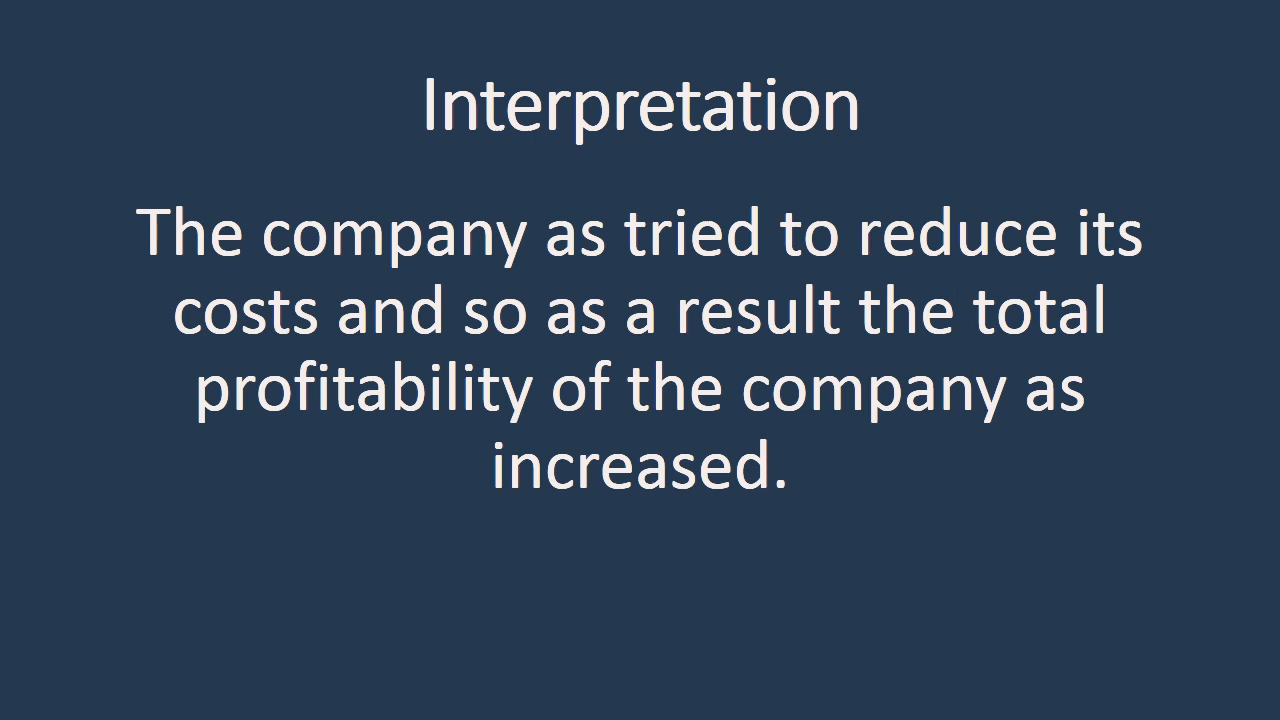 Interpretation
The company as tried to reduce its
costs and so as a result the total
profitability of the company as
increased.